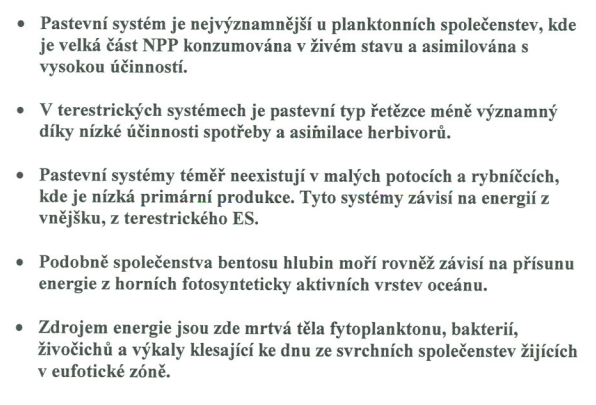 • Pastevní systém je nejvýznamnější u planktonních společenstev, kde
je velká část NPP konzumována v živém stavu a asimilována s
vysokou účinností.
• V terestrických systémech je pastevní typ řetězce méně významný
díky nízké účinnosti spotřeby a asimilace herbivorů.
• Pastevní systémy téměř neexistují v malých potocích a rybníčcích,
kde je nízká primární produkce. Tyto systémy závisí na energií z
vnějšku, z terestrického ES.
• Podobně společenstva bentosu hlubin moří rovněž závisí na přísunu
energie z horních fotosynteticky aktivních vrstev oceánu.
• Zdrojem energie jsou zde mrtvá těla fytoplanktonu, bakterií,
živočichů a výkaly klesající ke dnu ze svrchních společenstev žijících
v eufotické zóně.